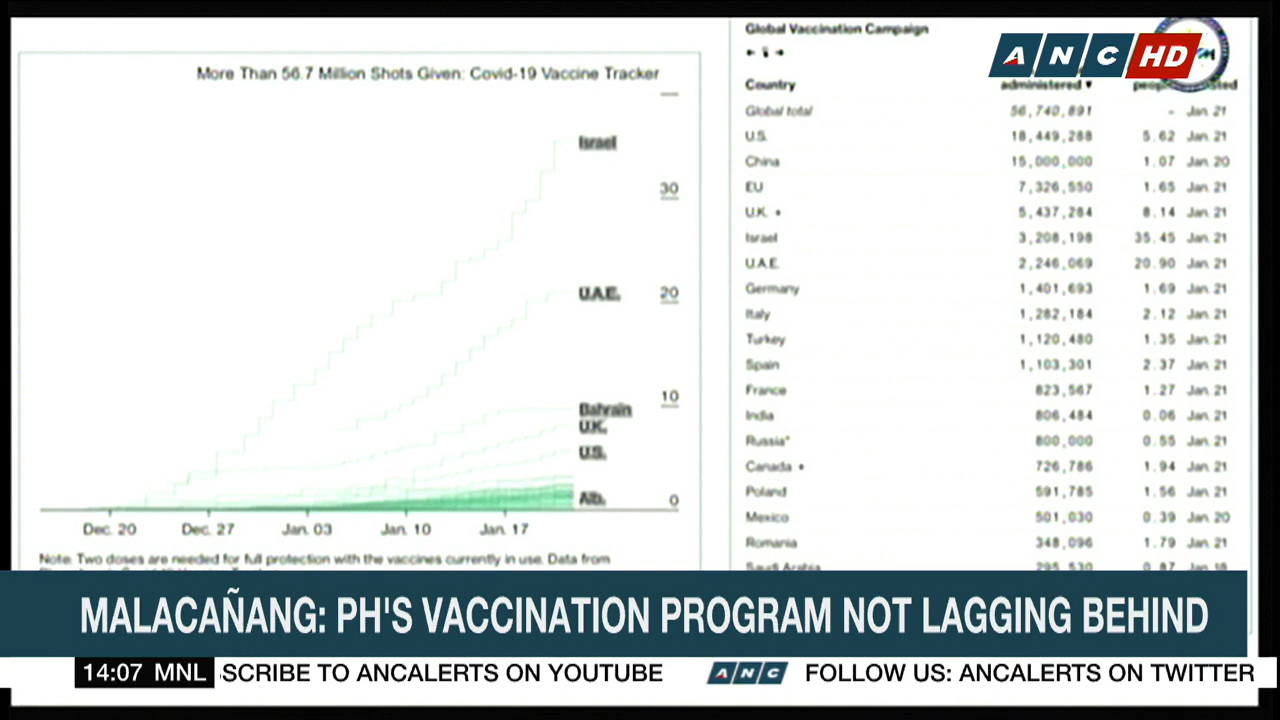 More Than 56.7 Million Shots Given: Covid-19 Vaccine Tracker
Israel
30
U.A.E.
20
10
Bahrain
U.K.
U.S.
Alb.
0
Dec. 20 Dec. 27 Jan. 03 Jan. 10 Jan. 17
Note: Two doses are needed for full protection with the vaccines currently in use. Data from
Global Vaccination Campaign
ANC HD
Country administered ▼
Global total 56,740,891 - Jan. 21
U.S. 18,449,288 5.62 Jan. 21
China 15,000,000 1.07 Jan. 20
EU 7,326,550 1.65 Jan. 21
U.K. 5,437,284 8.14 Jan. 21
Israel 3,208,198 35.45 Jan. 21
U.A.E. 2,246,069 20.90 Jan. 21
Germany 1,401,693 1.69 Jan. 21
Italy 1,282,184 2.12 Jan. 21
Turkey 1,120,480 1.35 Jan. 21
Spain 1,103,301 2.37 Jan. 21
France 823,567 1.27 Jan. 21
India 806,484 0.06 Jan. 21
Russia* 800,000 0.55 Jan. 21
Canada 726,786 1.94 Jan. 21
Poland 591,785 1.56 Jan. 21
Mexico 501,030 0.39 Jan. 20
Romania 348,096 1.79 Jan. 21
Saudi Arabia 295,530 0.87 Jan. 18
MALACAÑANG: PH'S VACCINATION PROGRAM NOT LAGGING BEHIND
14:07 MNL SCRIBE TO ANCALERTS ON YOUTUBE ANC FOLLOW US: ANCALERTS ON TWITTER